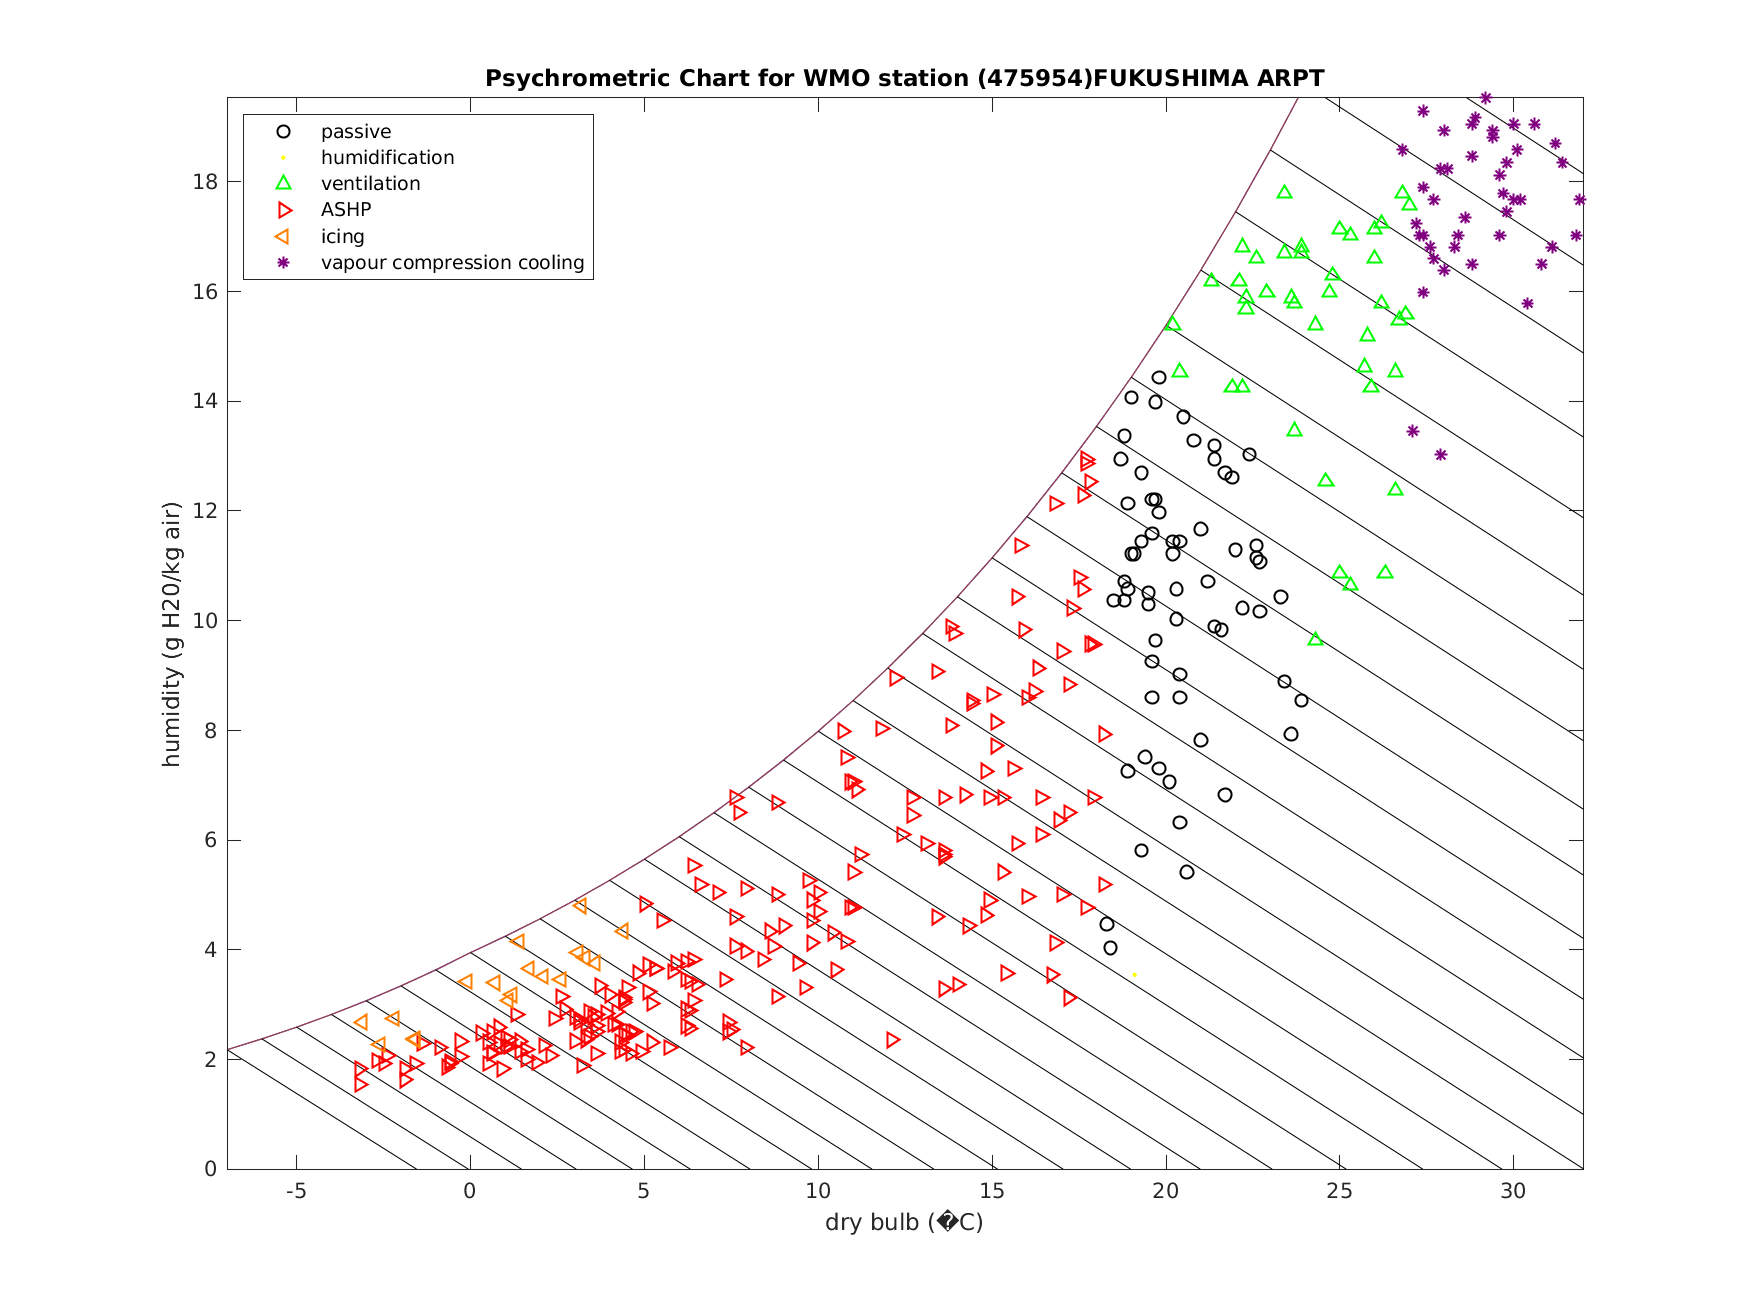 Psychrometric Chart for WMO station (475954)FUKUSHIMA ARPT
passive
humidification
ventilation
ASHP
icing
vapour compression cooling
humidity (g H20/kg air)
18
16
14
12
10
8
6
4
2
0
-5 0 5 10 15 20 25 30
dry bulb (�C)